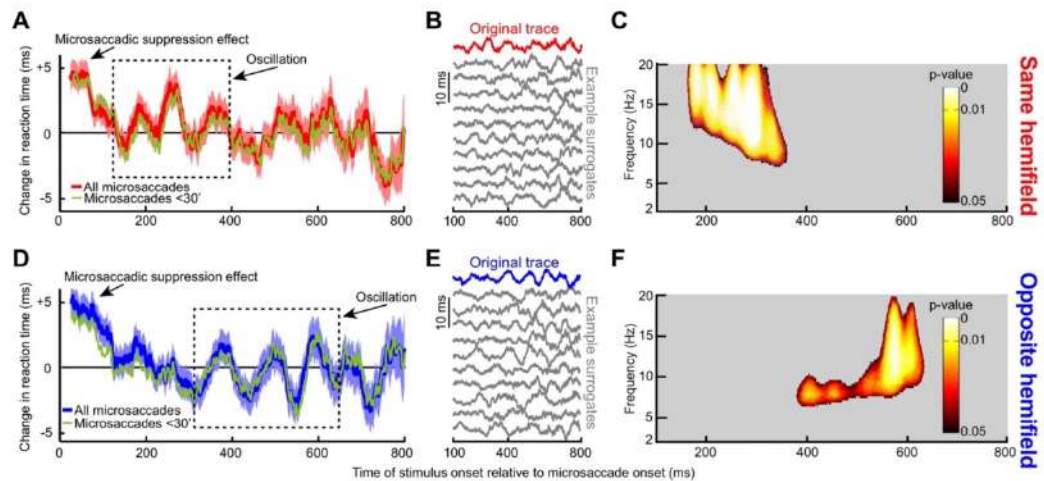 A
Microsaccadic suppression effect
Oscillation
Change in reaction time (ms)
+5
0
-5
All microsaccades
Microsaccades <30'
0 200 400 600 800
B
Original trace
10 ms
Example surrogates
100 400 800
C
Frequency (Hz)
20
15
10
5
2
p-value
0
0.01
0.05
200 400 600 800
Same hemifield
D
Microsaccadic suppression effect
Oscillation
Change in reaction time (ms)
+5
0
-5
All microsaccades
Microsaccades <30'
0 200 400 600 800
E
Original trace
10 ms
Example surrogates
100 400 800
F
Frequency (Hz)
20
15
10
5
2
p-value
0
0.01
0.05
200 400 600 800
Opposite hemifield
Time of stimulus onset relative to microsaccade onset (ms)